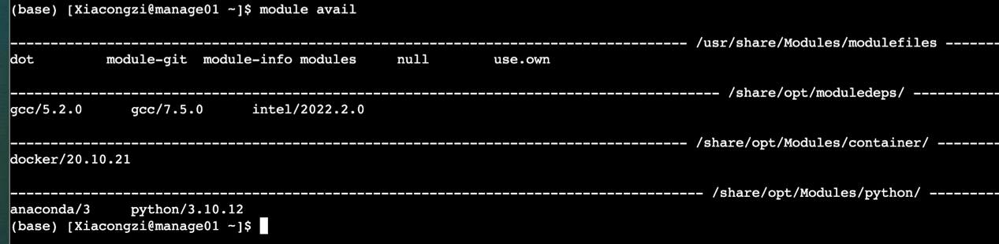 (base) [Xiacongzi@manage01 ~]$ module avail
------------------------------------------------------------------------------------ /usr/share/Modules/modulefiles -------
dot         module-git  module-info modules     null        use.own
---------------------------------------------------------------------------------------- /share/opt/moduledeps/ -----------
gcc/5.2.0      gcc/7.5.0      intel/2022.2.0
------------------------------------------------------------------------------------ /share/opt/Modules/container/ --------
docker/20.10.21
-------------------------------------------------------------------------------------- /share/opt/Modules/python/ ---------
anaconda/3     python/3.10.12
(base) [Xiacongzi@manage01 ~]$